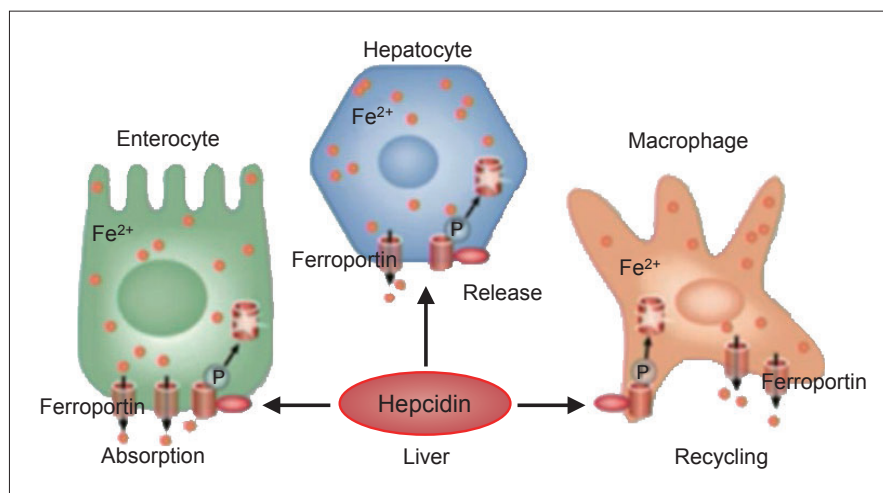 Hepatocyte
Fe²⁺
Enterocyte
Macrophage
Fe²⁺
P
Ferroportin
Fe²⁺
Release
P
P
Ferroportin
Hepcidin
Ferroportin
Absorption
Liver
Recycling